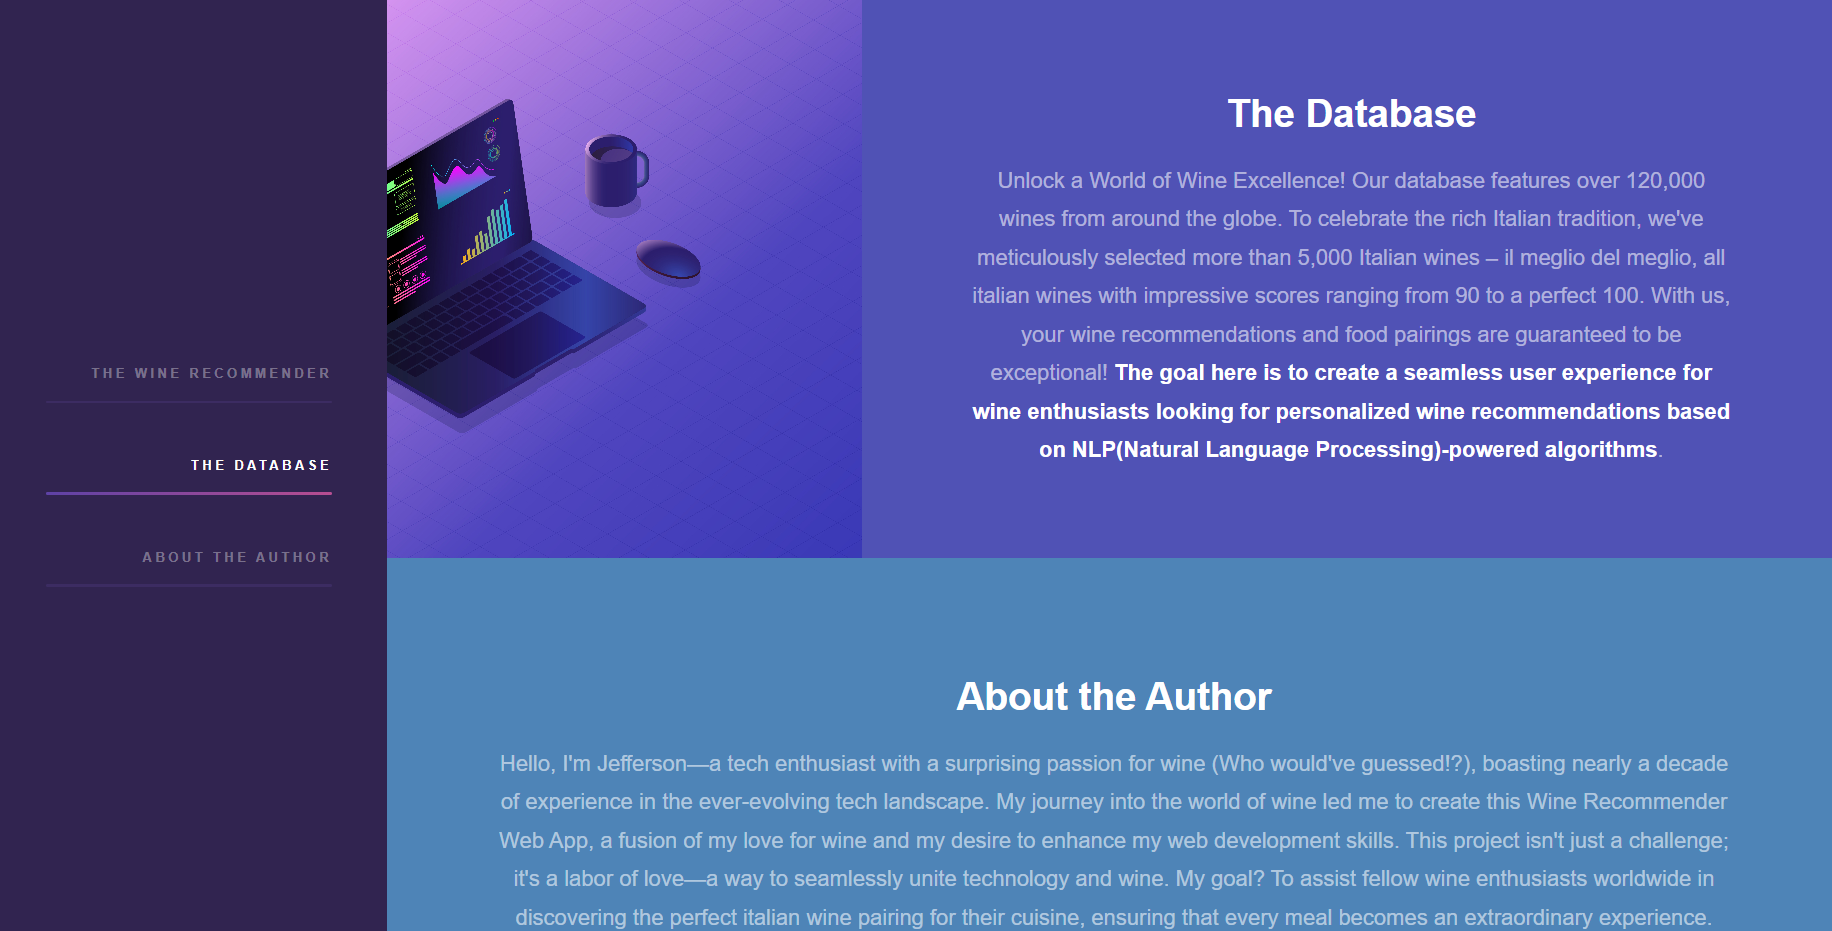 THE WINE RECOMMENDER
THE DATABASE
ABOUT THE AUTHOR
The Database
Unlock a World of Wine Excellence! Our database features over 120,000
wines from around the globe. To celebrate the rich Italian tradition, we've
meticulously selected more than 5,000 Italian wines – il meglio del meglio, all
italian wines with impressive scores ranging from 90 to a perfect 100. With us,
your wine recommendations and food pairings are guaranteed to be
exceptional! The goal here is to create a seamless user experience for
wine enthusiasts looking for personalized wine recommendations based
on NLP(Natural Language Processing)-powered algorithms.
About the Author
Hello, I'm Jefferson—a tech enthusiast with a surprising passion for wine (Who would've guessed!?), boasting nearly a decade
of experience in the ever-evolving tech landscape. My journey into the world of wine led me to create this Wine Recommender
Web App, a fusion of my love for wine and my desire to enhance my web development skills. This project isn't just a challenge;
it's a labor of love—a way to seamlessly unite technology and wine. My goal? To assist fellow wine enthusiasts worldwide in
discovering the perfect italian wine pairing for their cuisine, ensuring that every meal becomes an extraordinary experience.